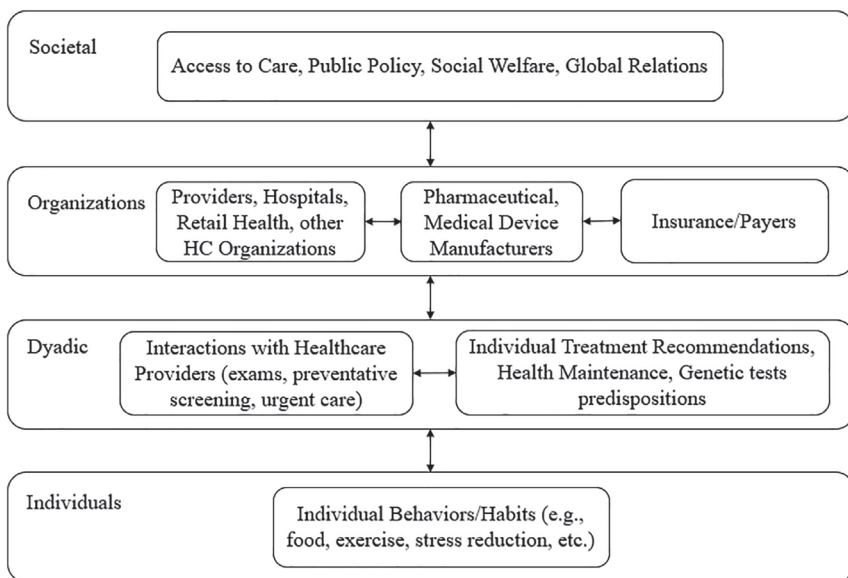 Societal
Access to Care, Public Policy, Social Welfare, Global Relations
Organizations
Providers, Hospitals,
Retail Health, other
HC Organizations
Pharmaceutical,
Medical Device
Manufacturers
Insurance/Payers
Dyadic
Interactions with Healthcare
Providers (exams, preventative
screening, urgent care)
Individual Treatment Recommendations,
Health Maintenance, Genetic tests
predispositions
Individuals
Individual Behaviors/Habits (e.g.,
food, exercise, stress reduction, etc.)